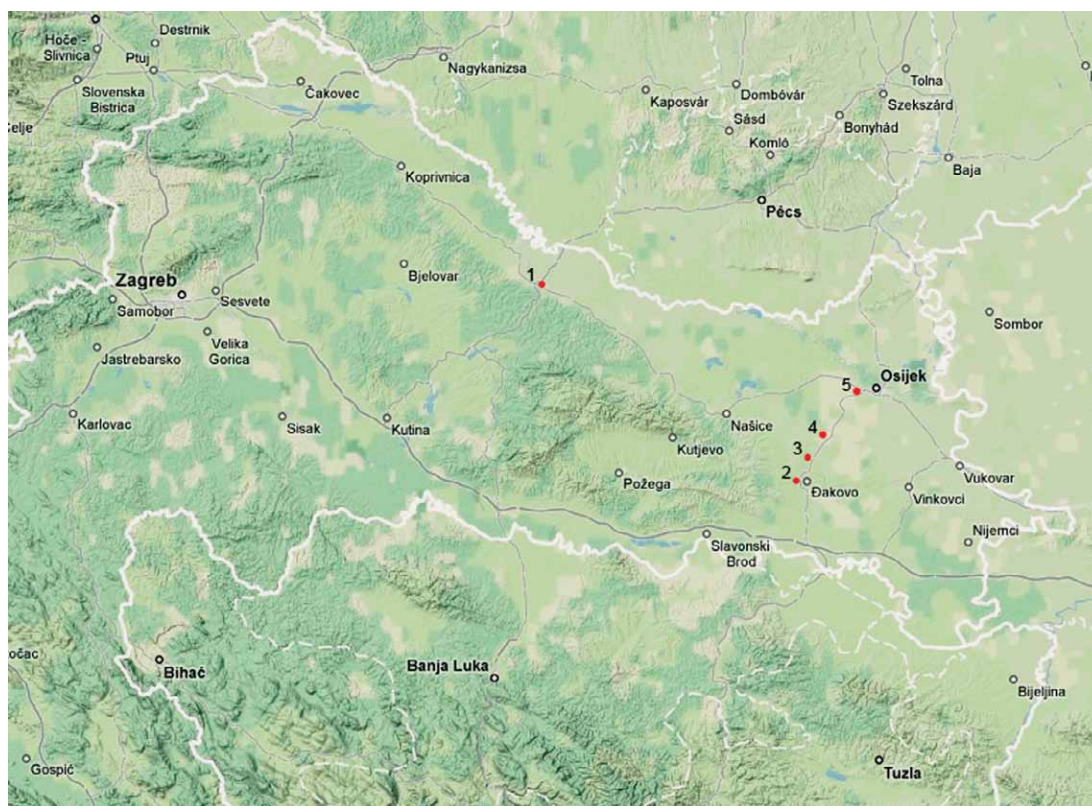 Destrnik
Hoče -
Slivnica
Ptuj
Nagykanizsa
Tolna
Slovenska
Bistrica
Čakovec
Kaposvár
Dombóvár
Szekszárd
Sásd
Bonyhád
Celje
Komló
Koprivnica
Baja
Pécs
Bjelovar
1
Zagreb
Sesvete
Samobor
Sombor
Velika
Gorica
Jastrebarsko
5
Osijek
Karlovac
Sisak
Kutina
Našice
4
Kutjevo
3
Požega
2
Đakovo
Vukovar
Vinkovci
Slavonski
Brod
Nijemci
Bihać
Banja Luka
Bijeljina
Gospić
Tuzla